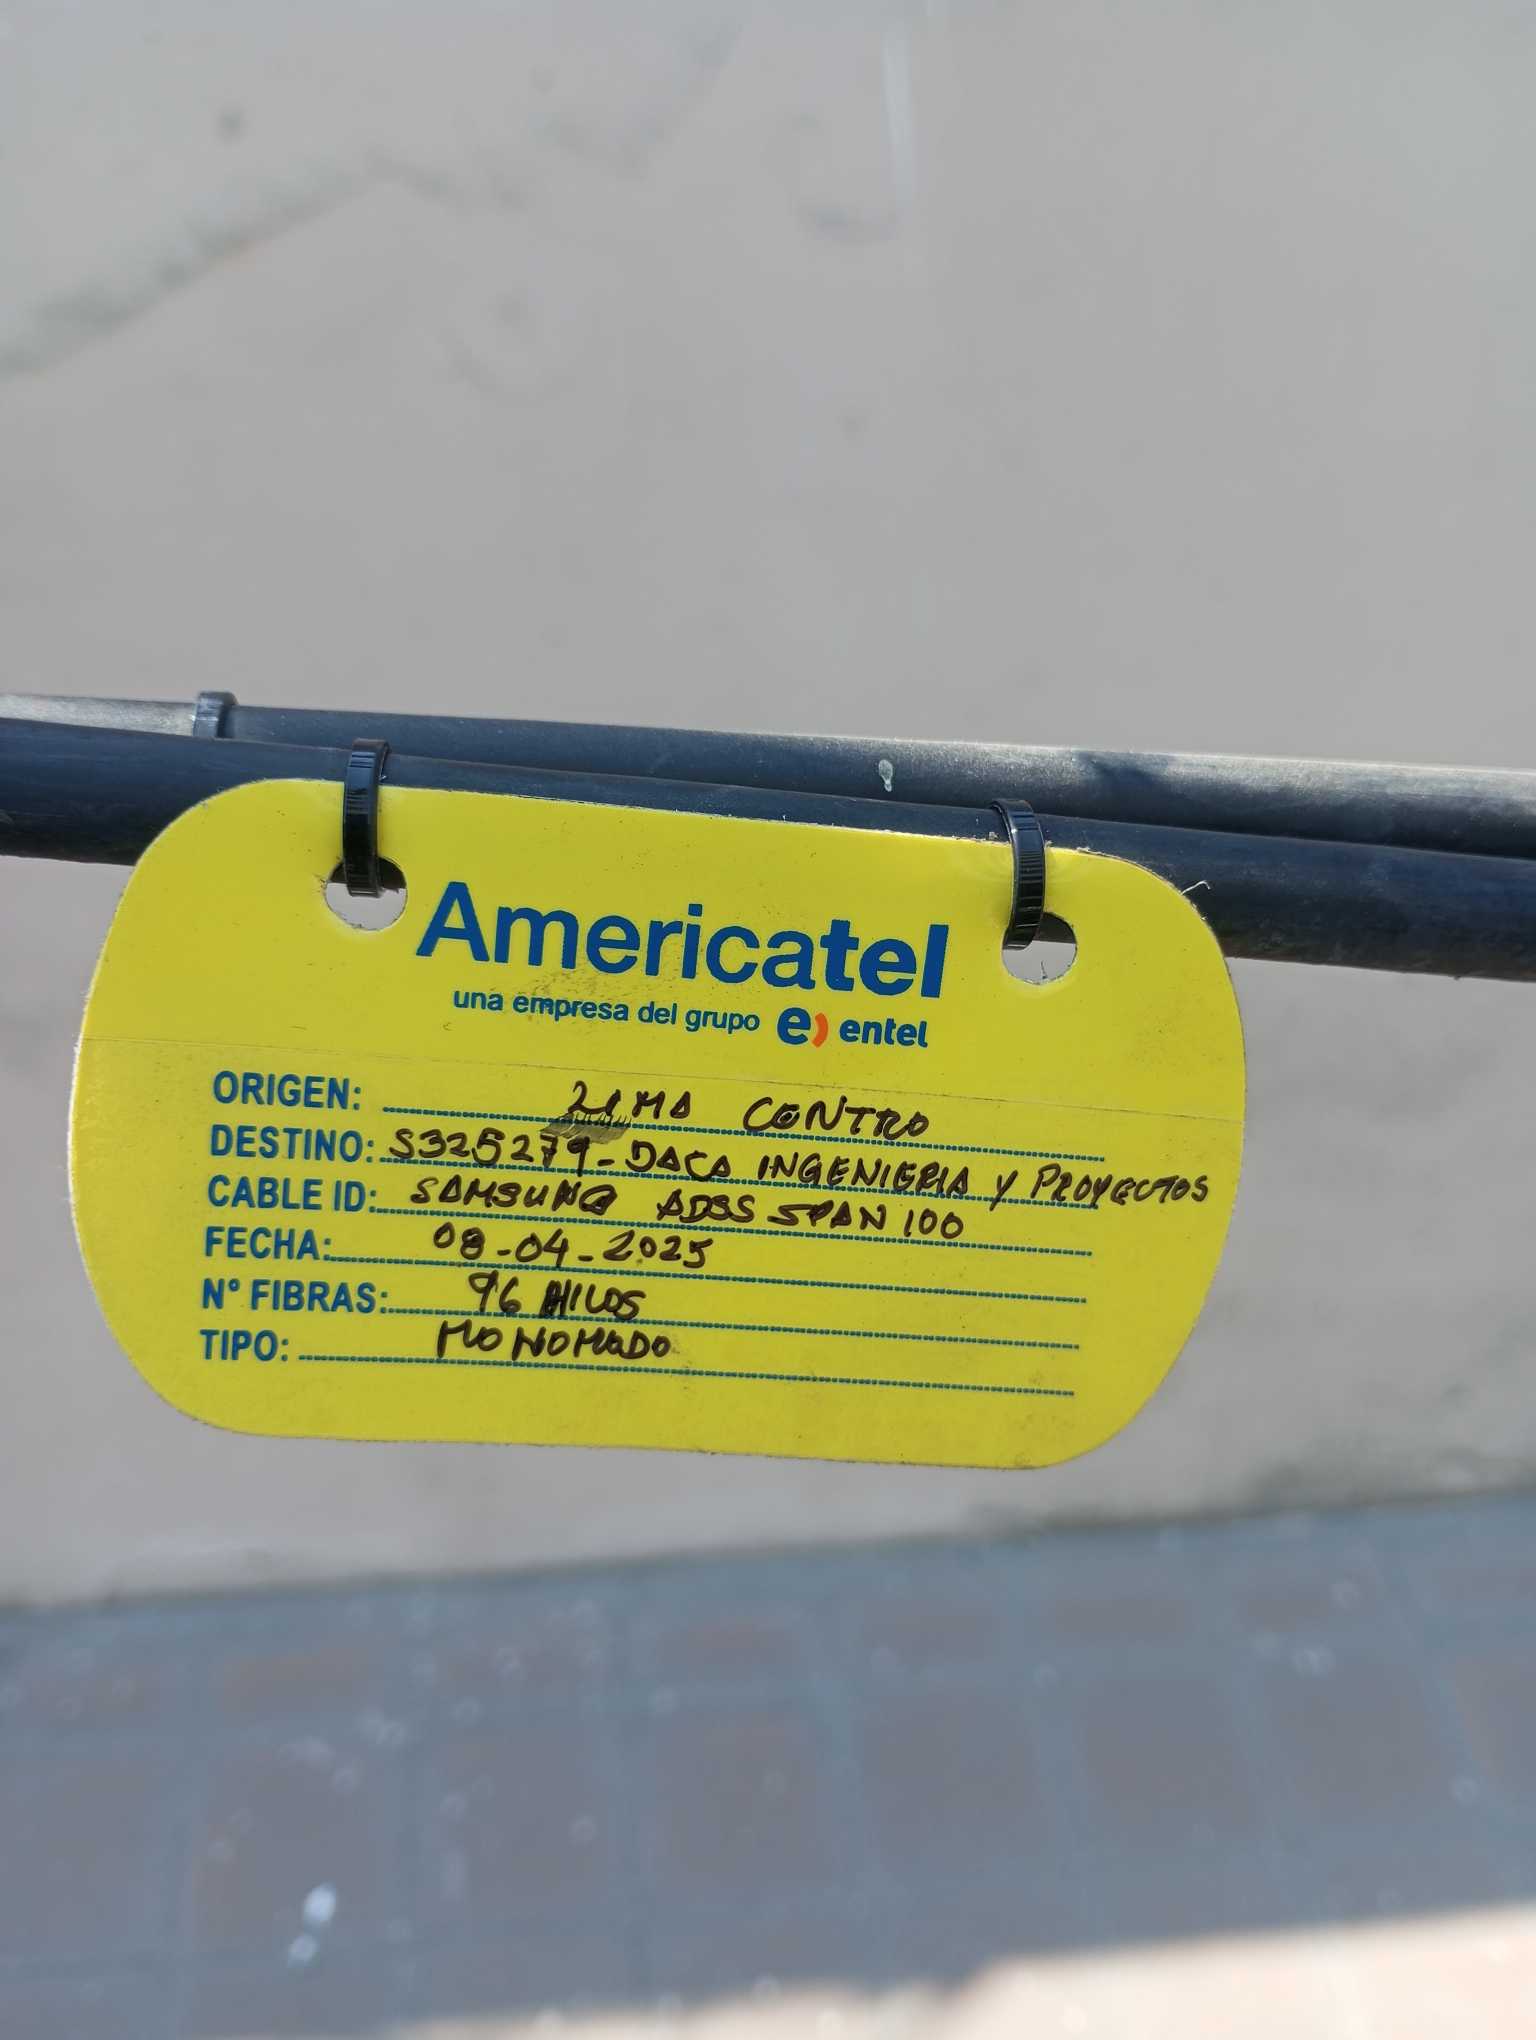 Americatel
una empresa del grupo e) entel
ORIGEN: LIMA CENTRO
DESTINO: S325279-DACA INGENIERIA Y PROYECTOS
CABLE ID: SAMSUNG ADSS SPAN 100
FECHA: 08-04-2025
N° FIBRAS: 96 HILOS
TIPO: MONOMODO